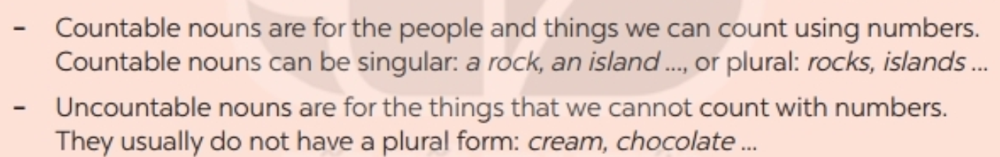 - Countable nouns are for the people and things we can count using numbers.
Countable nouns can be singular: a rock, an island ..., or plural: rocks, islands ...
- Uncountable nouns are for the things that we cannot count with numbers.
They usually do not have a plural form: cream, chocolate ...